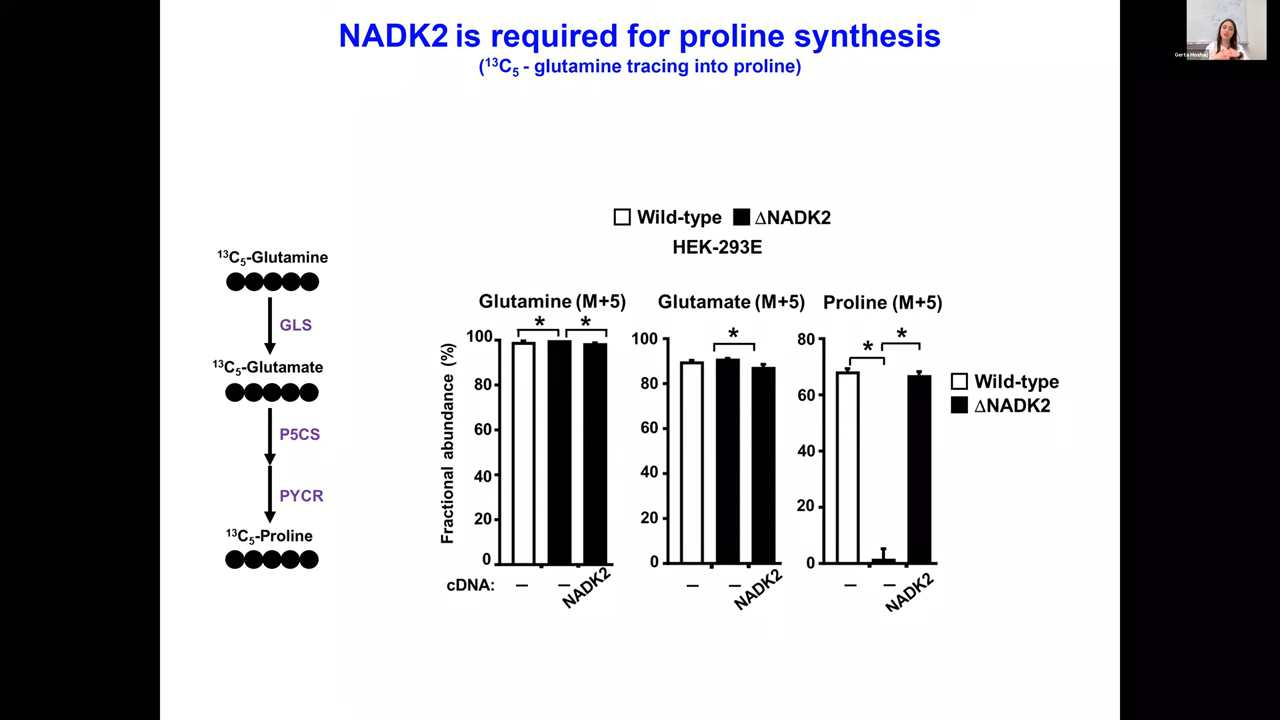 NADK2 is required for proline synthesis
(¹³C₅ - glutamine tracing into proline)
Wild-type ΔNADK2
HEK-293E
¹³C₅-Glutamine
GLS
¹³C₅-Glutamate
P5CS
PYCR
¹³C₅-Proline
Glutamine (M+5)
Fractional abundance (%)
* *
100
80
60
40
20
0
cDNA: – – NADK2
Glutamate (M+5)
*
100
80
60
40
20
0
– – NADK2
Proline (M+5)
* *
80
60
40
20
0
– – NADK2
Wild-type
ΔNADK2